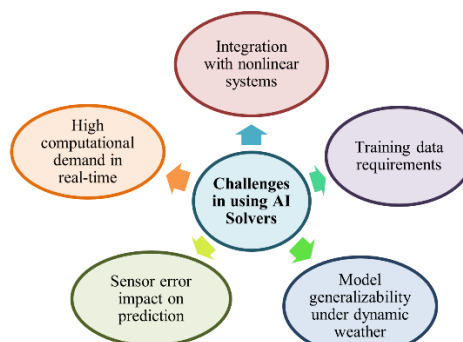 Integration
with nonlinear
systems
High
computational
demand in
real-time
Training data
requirements
Challenges
in using AI
Solvers
Sensor error
impact on
prediction
Model
generalizability
under dynamic
weather